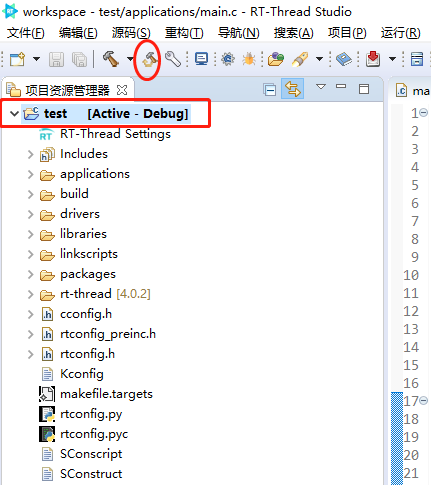 workspace - test/applications/main.c - RT-Thread Studio
文件(F) 编辑(E) 源码(S) 重构(T) 导航(N) 搜索(A) 项目(P) 运行(R)
项目资源管理器
ma
test [Active - Debug]
RT-Thread Settings
Includes
applications
build
drivers
libraries
linkscripts
packages
rt-thread [4.0.2]
cconfig.h
rtconfig_preinc.h
rtconfig.h
Kconfig
makefile.targets
rtconfig.py
rtconfig.pyc
SConscript
SConstruct
1
2
3
4
5
6
7
8
9
10
11
12
13
14
15
16
17
18
19
20
21